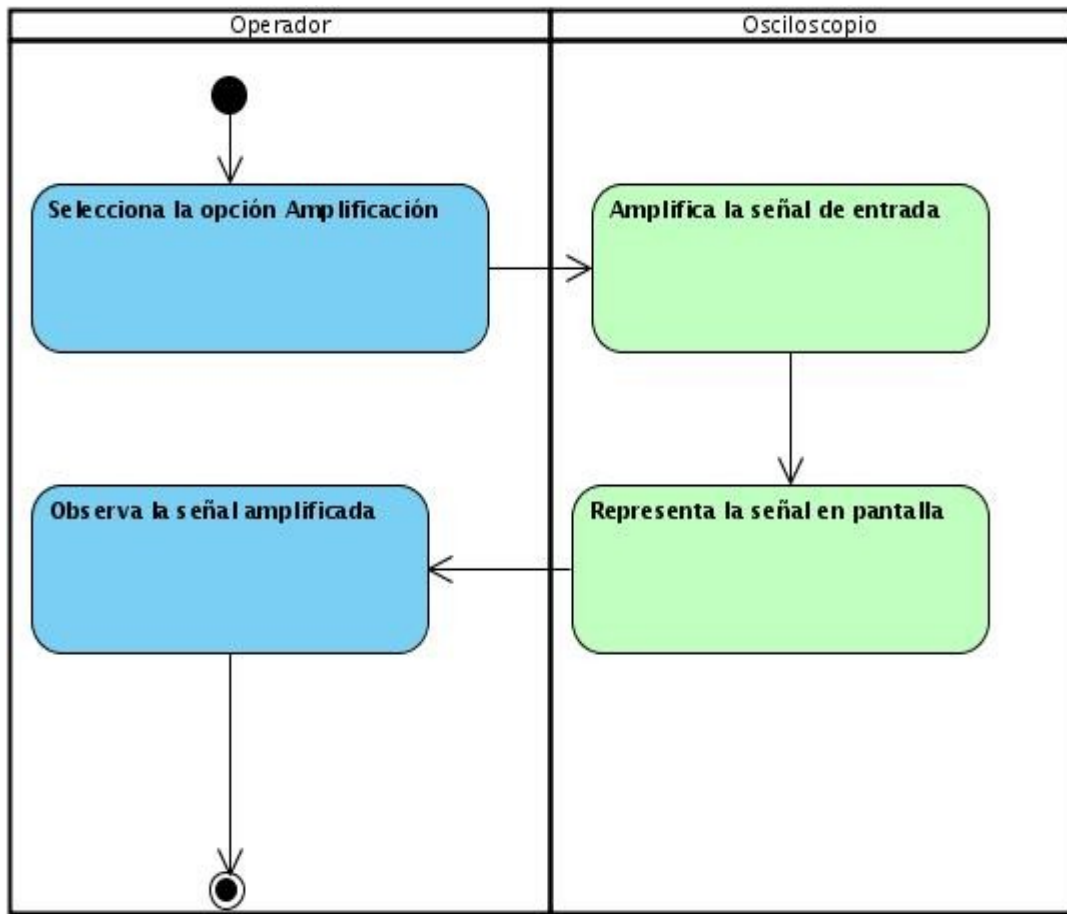 Operador
Osciloscopio
Selecciona la opción Amplificación
Amplifica la señal de entrada
Observa la señal amplificada
Representa la señal en pantalla